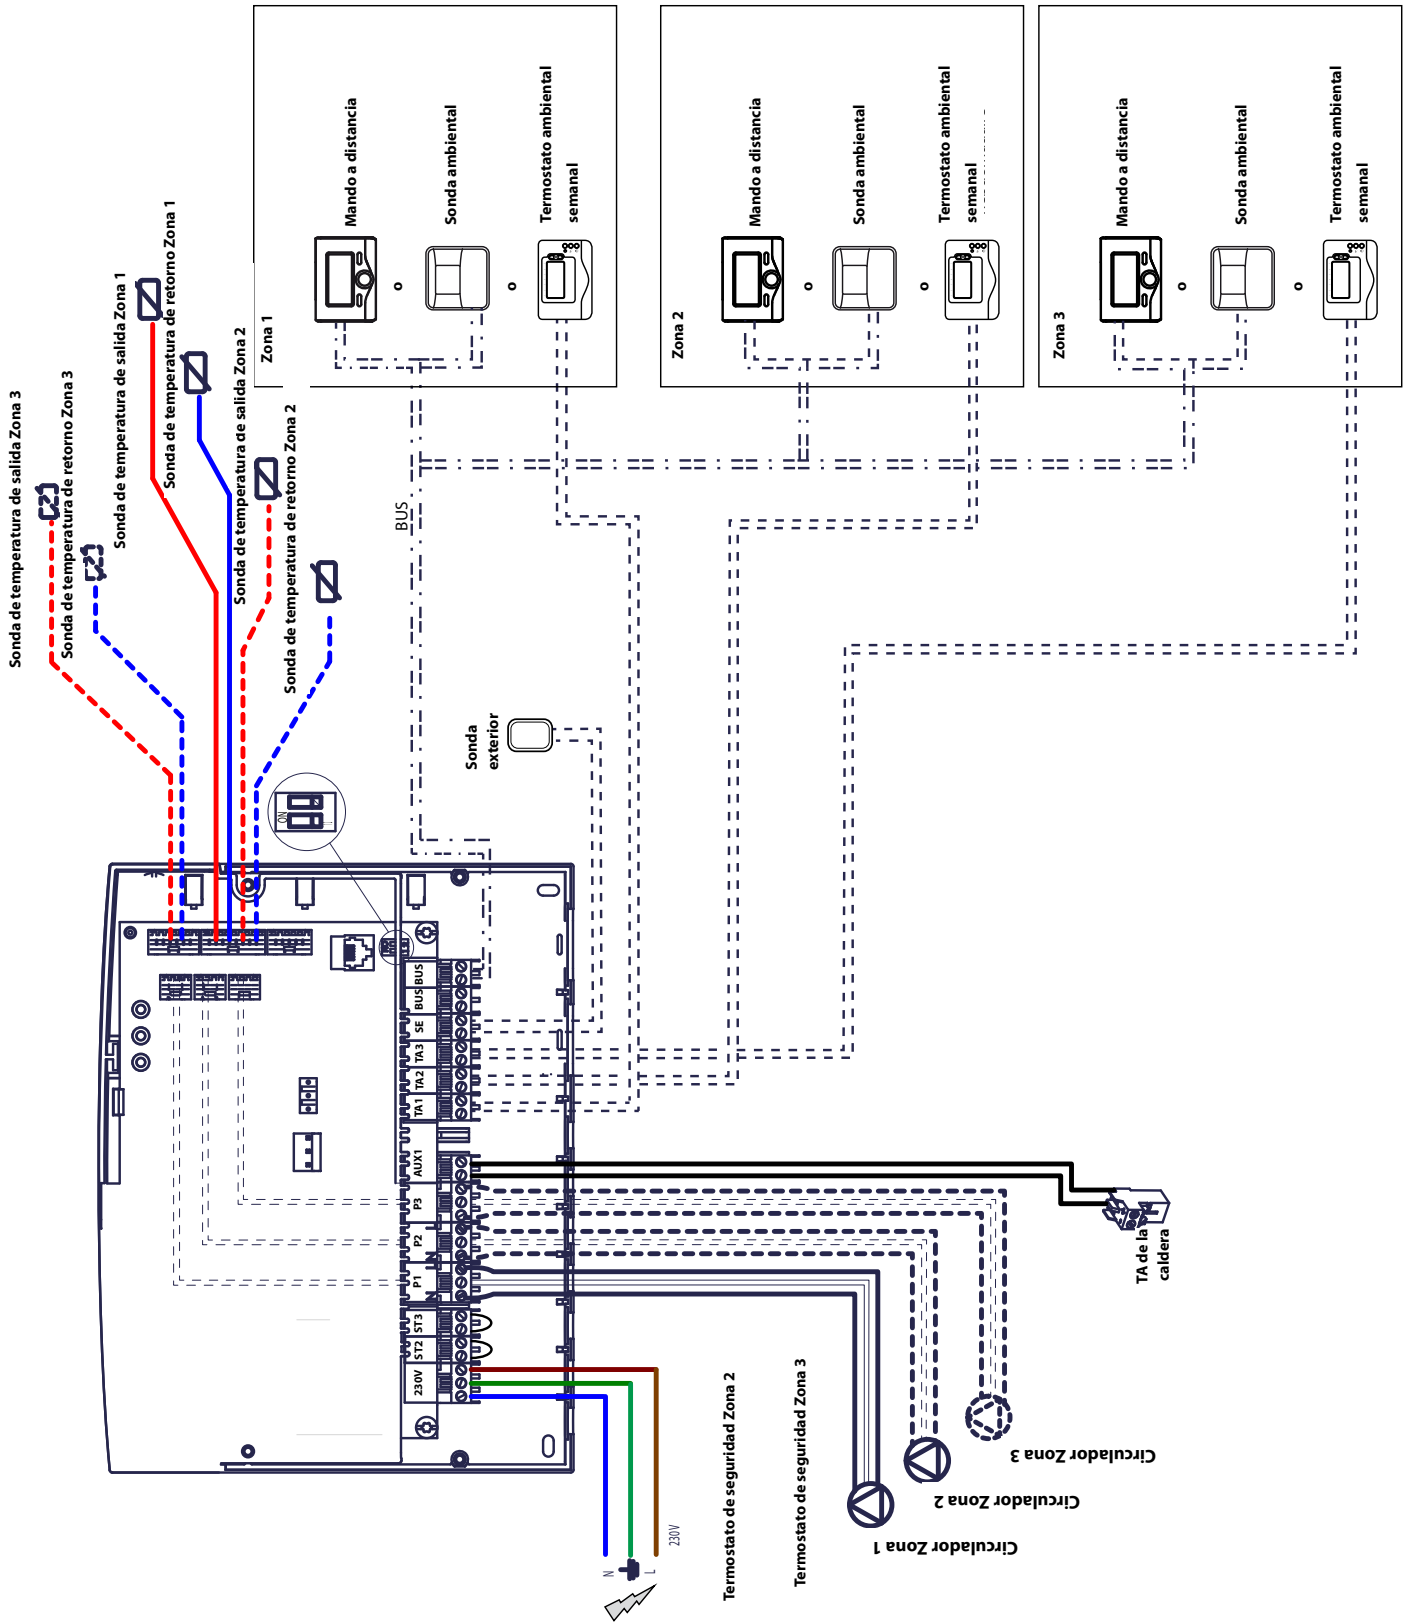 Sonda de temperatura de salida Zona 3
Sonda de temperatura de retorno Zona 3
Sonda de temperatura de salida Zona 1
Sonda de temperatura de retorno Zona 1
Sonda de temperatura de salida Zona 2
Sonda de temperatura de retorno Zona 2
Zona 1
Mando a distancia
o
Sonda ambiental
o
Termostato ambiental
semanal
Zona 2
Mando a distancia
o
Sonda ambiental
o
Termostato ambiental
semanal
Zona 3
Mando a distancia
o
Sonda ambiental
o
Termostato ambiental
semanal
BUS
Sonda
exterior
ON
BUS
BUS
SE
TA3
TA2
TA1
AUX1
P3
P2
P1
L
N
L
N
ST3
ST2
230V
N
L
230V
Termostato de seguridad Zona 2
Termostato de seguridad Zona 3
Circulador Zona 1
Circulador Zona 2
Circulador Zona 3
TA de la
caldera